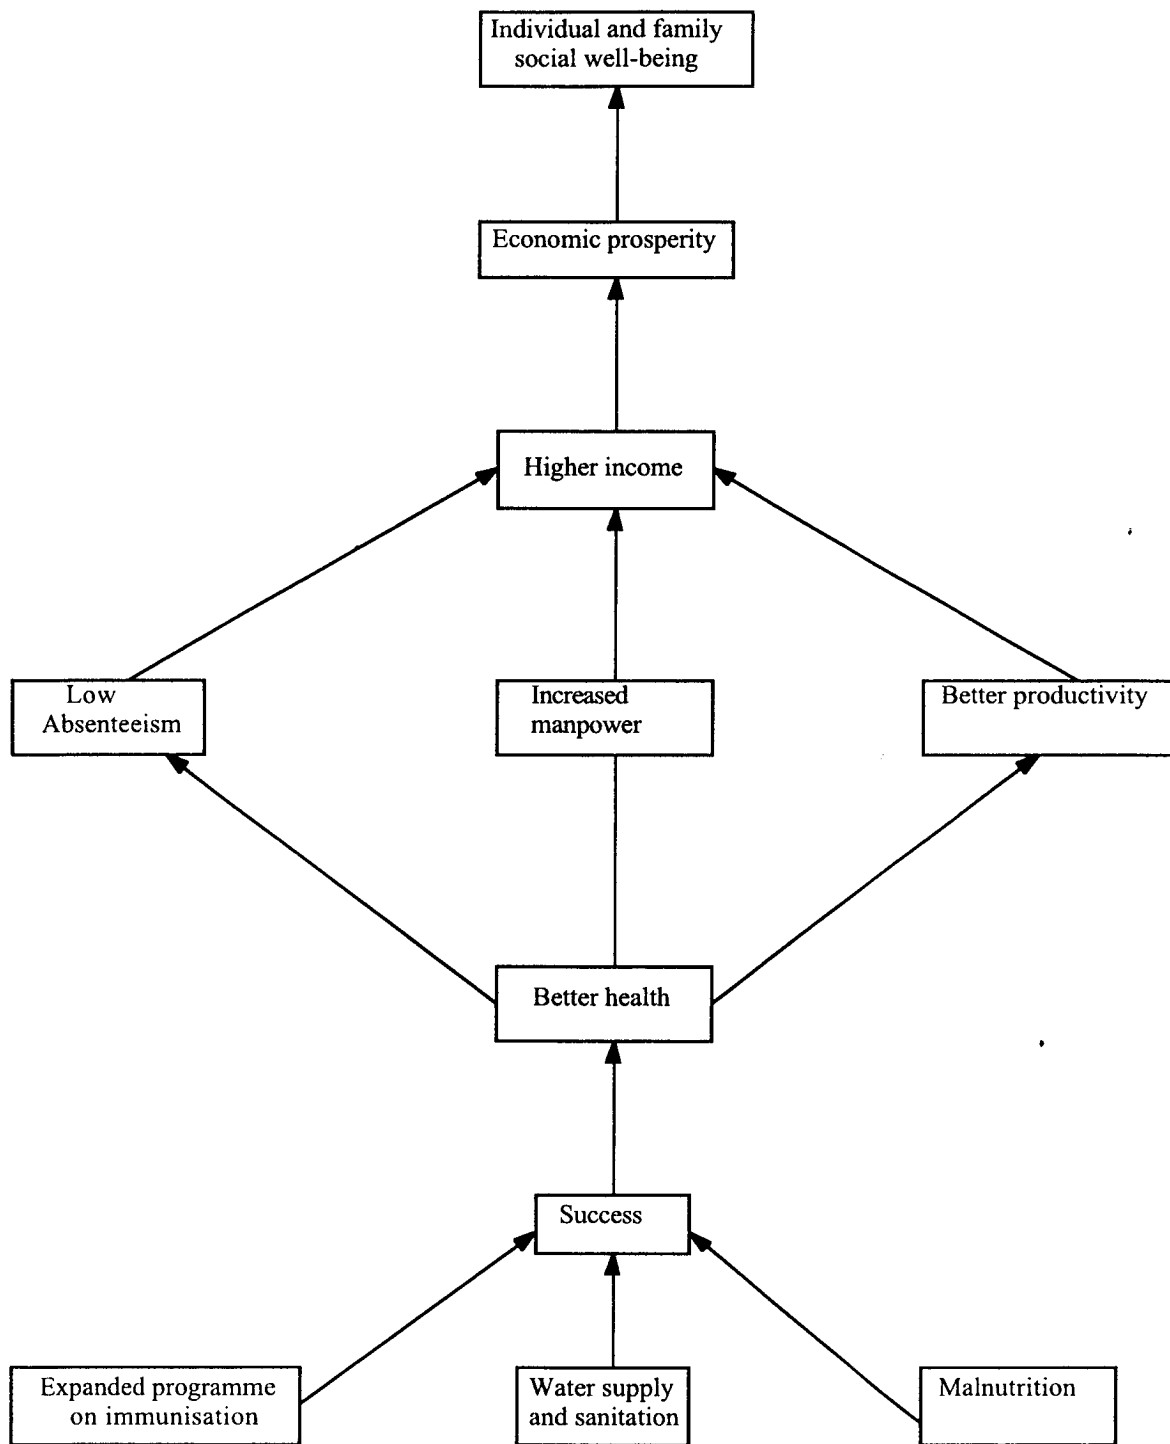 Individual and family
social well-being
Economic prosperity
Higher income
Low
Absenteeism
Increased
manpower
Better productivity
Better health
Success
Expanded programme
on immunisation
Water supply
and sanitation
Malnutrition